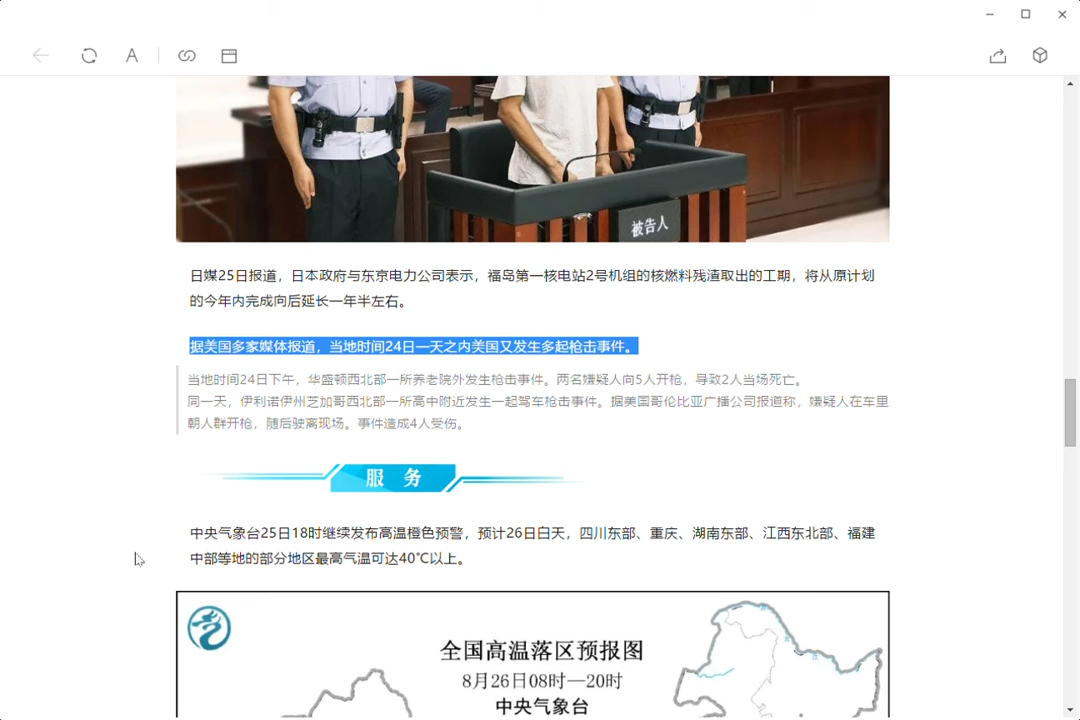 被告人
日媒25日报道，日本政府与东京电力公司表示，福岛第一核电站2号机组的核燃料残渣取出的工期，将从原计划
的今年内完成向后延长一年半左右。
据美国多家媒体报道，当地时间24日一天之内美国又发生多起枪击事件。
当地时间24日下午，华盛顿西北部一所养老院外发生枪击事件。两名嫌疑人向5人开枪，导致2人当场死亡。
同一天，伊利诺伊州芝加哥西北部一所高中附近发生一起驾车枪击事件。据美国哥伦比亚广播公司报道称，嫌疑人在车里
朝人群开枪，随后驶离现场。事件造成4人受伤。
服 务
中央气象台25日18时继续发布高温橙色预警，预计26日白天，四川东部、重庆、湖南东部、江西东北部、福建
中部等地的部分地区最高气温可达40℃以上。
全国高温落区预报图
8月26日08时—20时
中央气象台